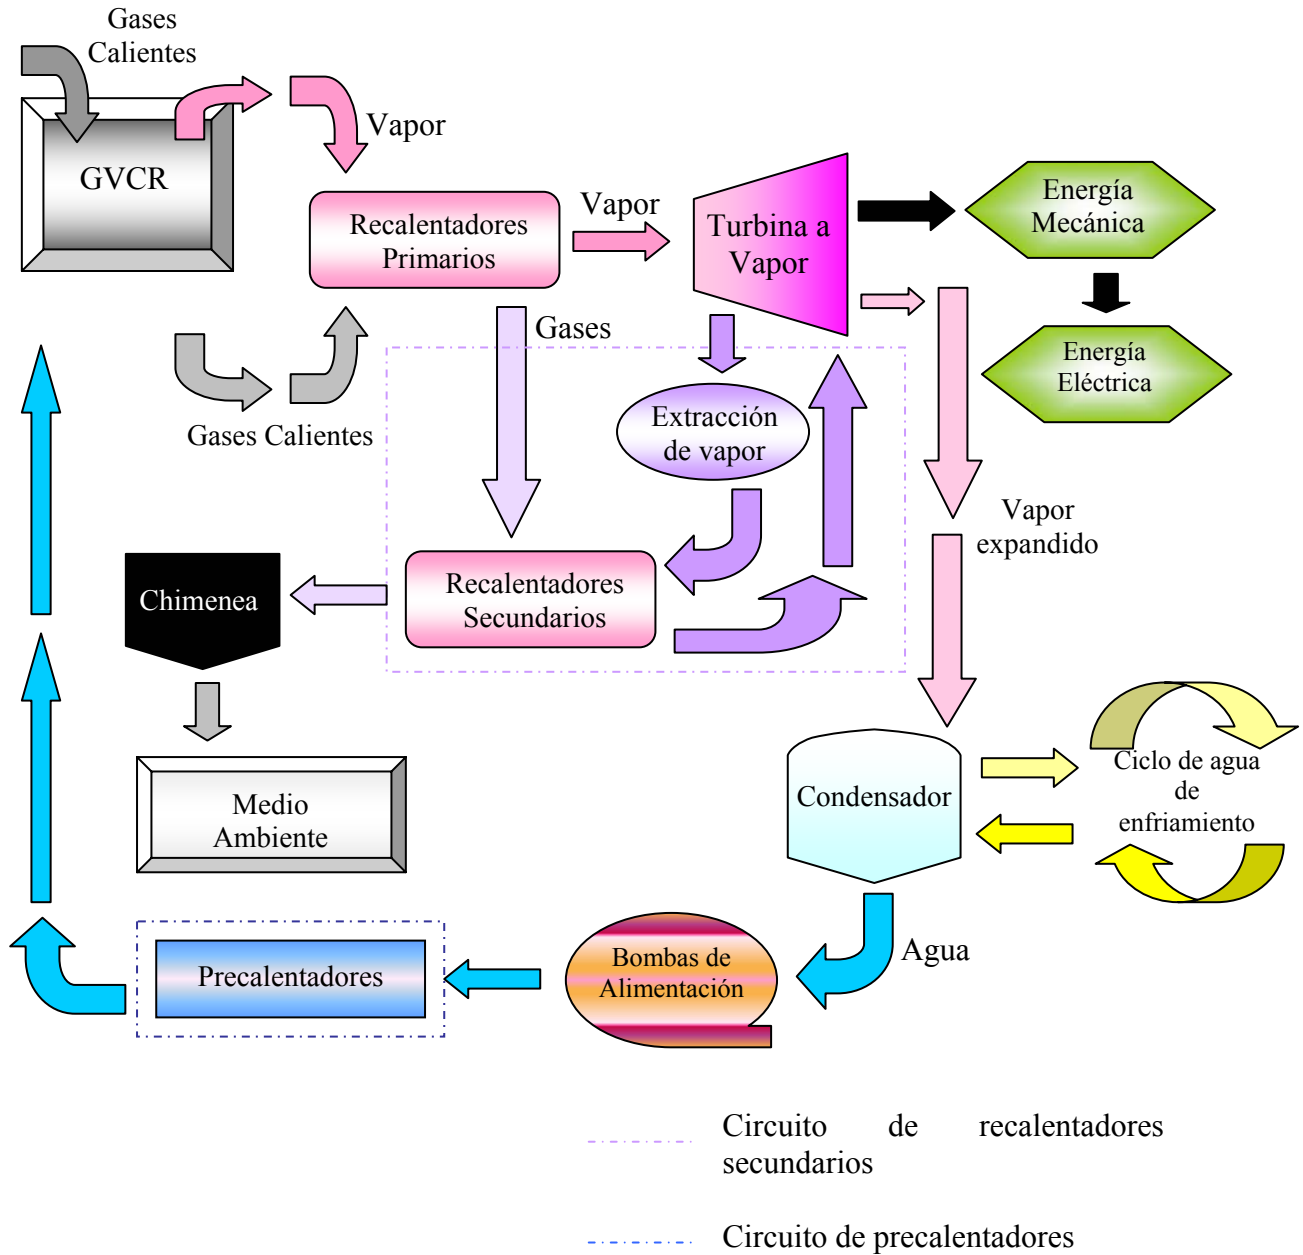 Gases
Calientes
Vapor
GVCR
Recalentadores
Primarios
Vapor
Turbina a
Vapor
Energía
Mecánica
Gases
Energía
Eléctrica
Gases Calientes
Extracción
de vapor
Vapor
expandido
Recalentadores
Secundarios
Chimenea
Medio
Ambiente
Condensador
Ciclo de agua
de
enfriamiento
Agua
Bombas de
Alimentación
Precalentadores
Circuito de recalentadores
secundarios
Circuito de precalentadores